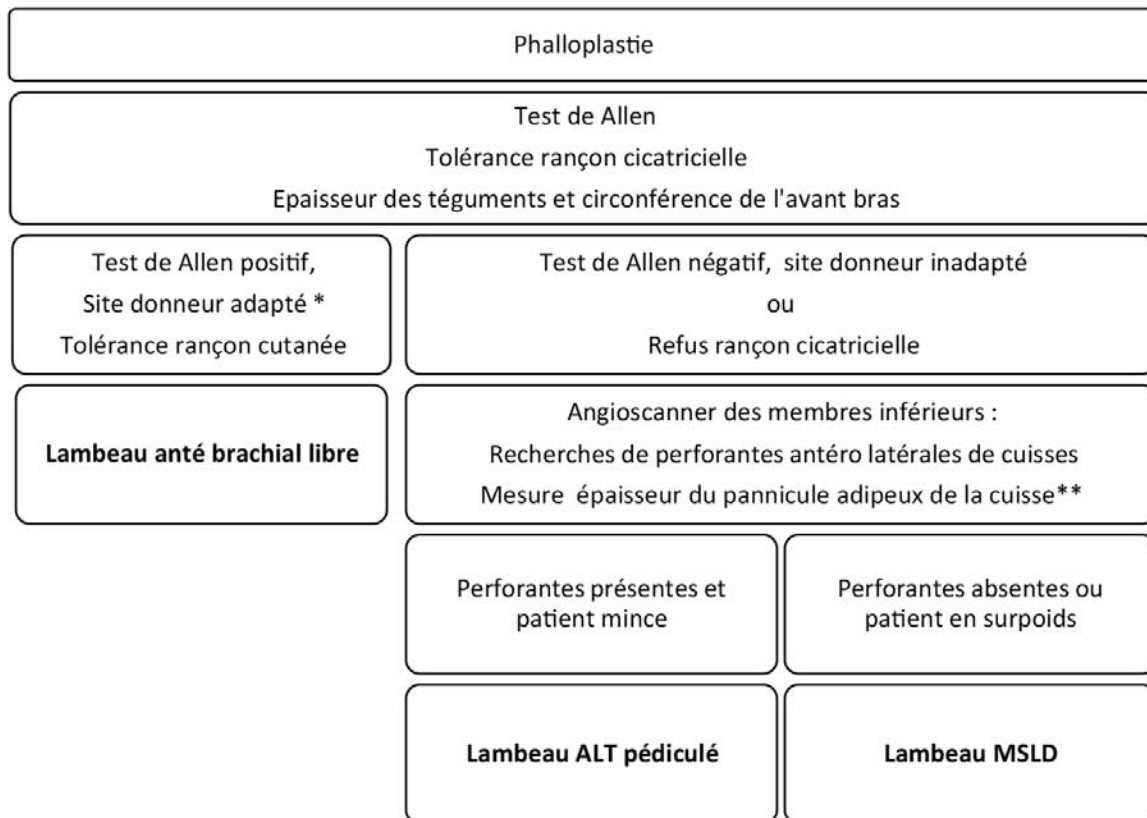 Phalloplastie
Test de Allen
Tolérance rançon cicatricielle
Epaisseur des téguments et circonférence de l'avant bras
Test de Allen positif,
Site donneur adapté *
Tolérance rançon cutanée
Test de Allen négatif, site donneur inadapté
ou
Refus rançon cicatricielle
Lambeau anté brachial libre
Angioscanner des membres inférieurs :
Recherches de perforantes antéro latérales de cuisses
Mesure épaisseur du pannicule adipeux de la cuisse**
Perforantes présentes et
patient mince
Perforantes absentes ou
patient en surpoids
Lambeau ALT pédiculé
Lambeau MSLD